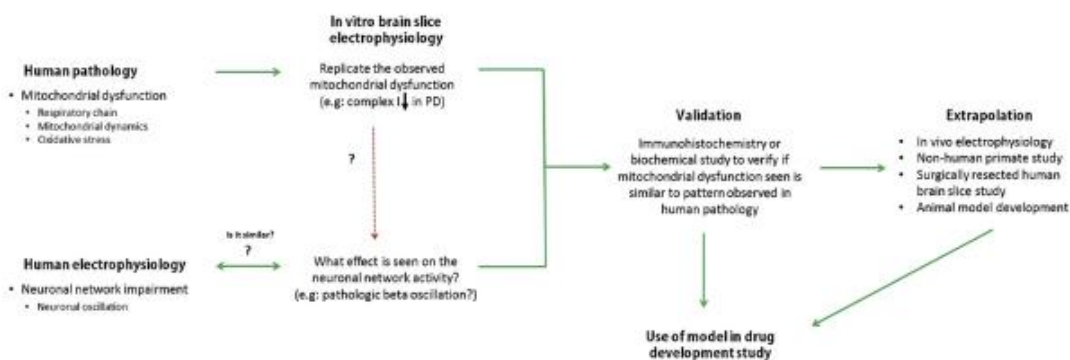 In vitro brain slice
electrophysiology
Human pathology
• Mitochondrial dysfunction
• Respiratory chain
• Mitochondrial dynamics
• Oxidative stress
Replicate the observed
mitochondrial dysfunction
(e.g: complex I↓ in PD)
?
Is it similar?
?
Human electrophysiology
• Neuronal network impairment
• Neuronal oscillation
What effect is seen on the
neuronal network activity?
(e.g: pathologic beta oscillation?)
Validation
Immunohistochemistry or
biochemical study to verify if
mitochondrial dysfunction seen is
similar to pattern observed in
human pathology
Extrapolation
• In vivo electrophysiology
• Non-human primate study
• Surgically resected human
brain slice study
• Animal model development
Use of model in drug
development study